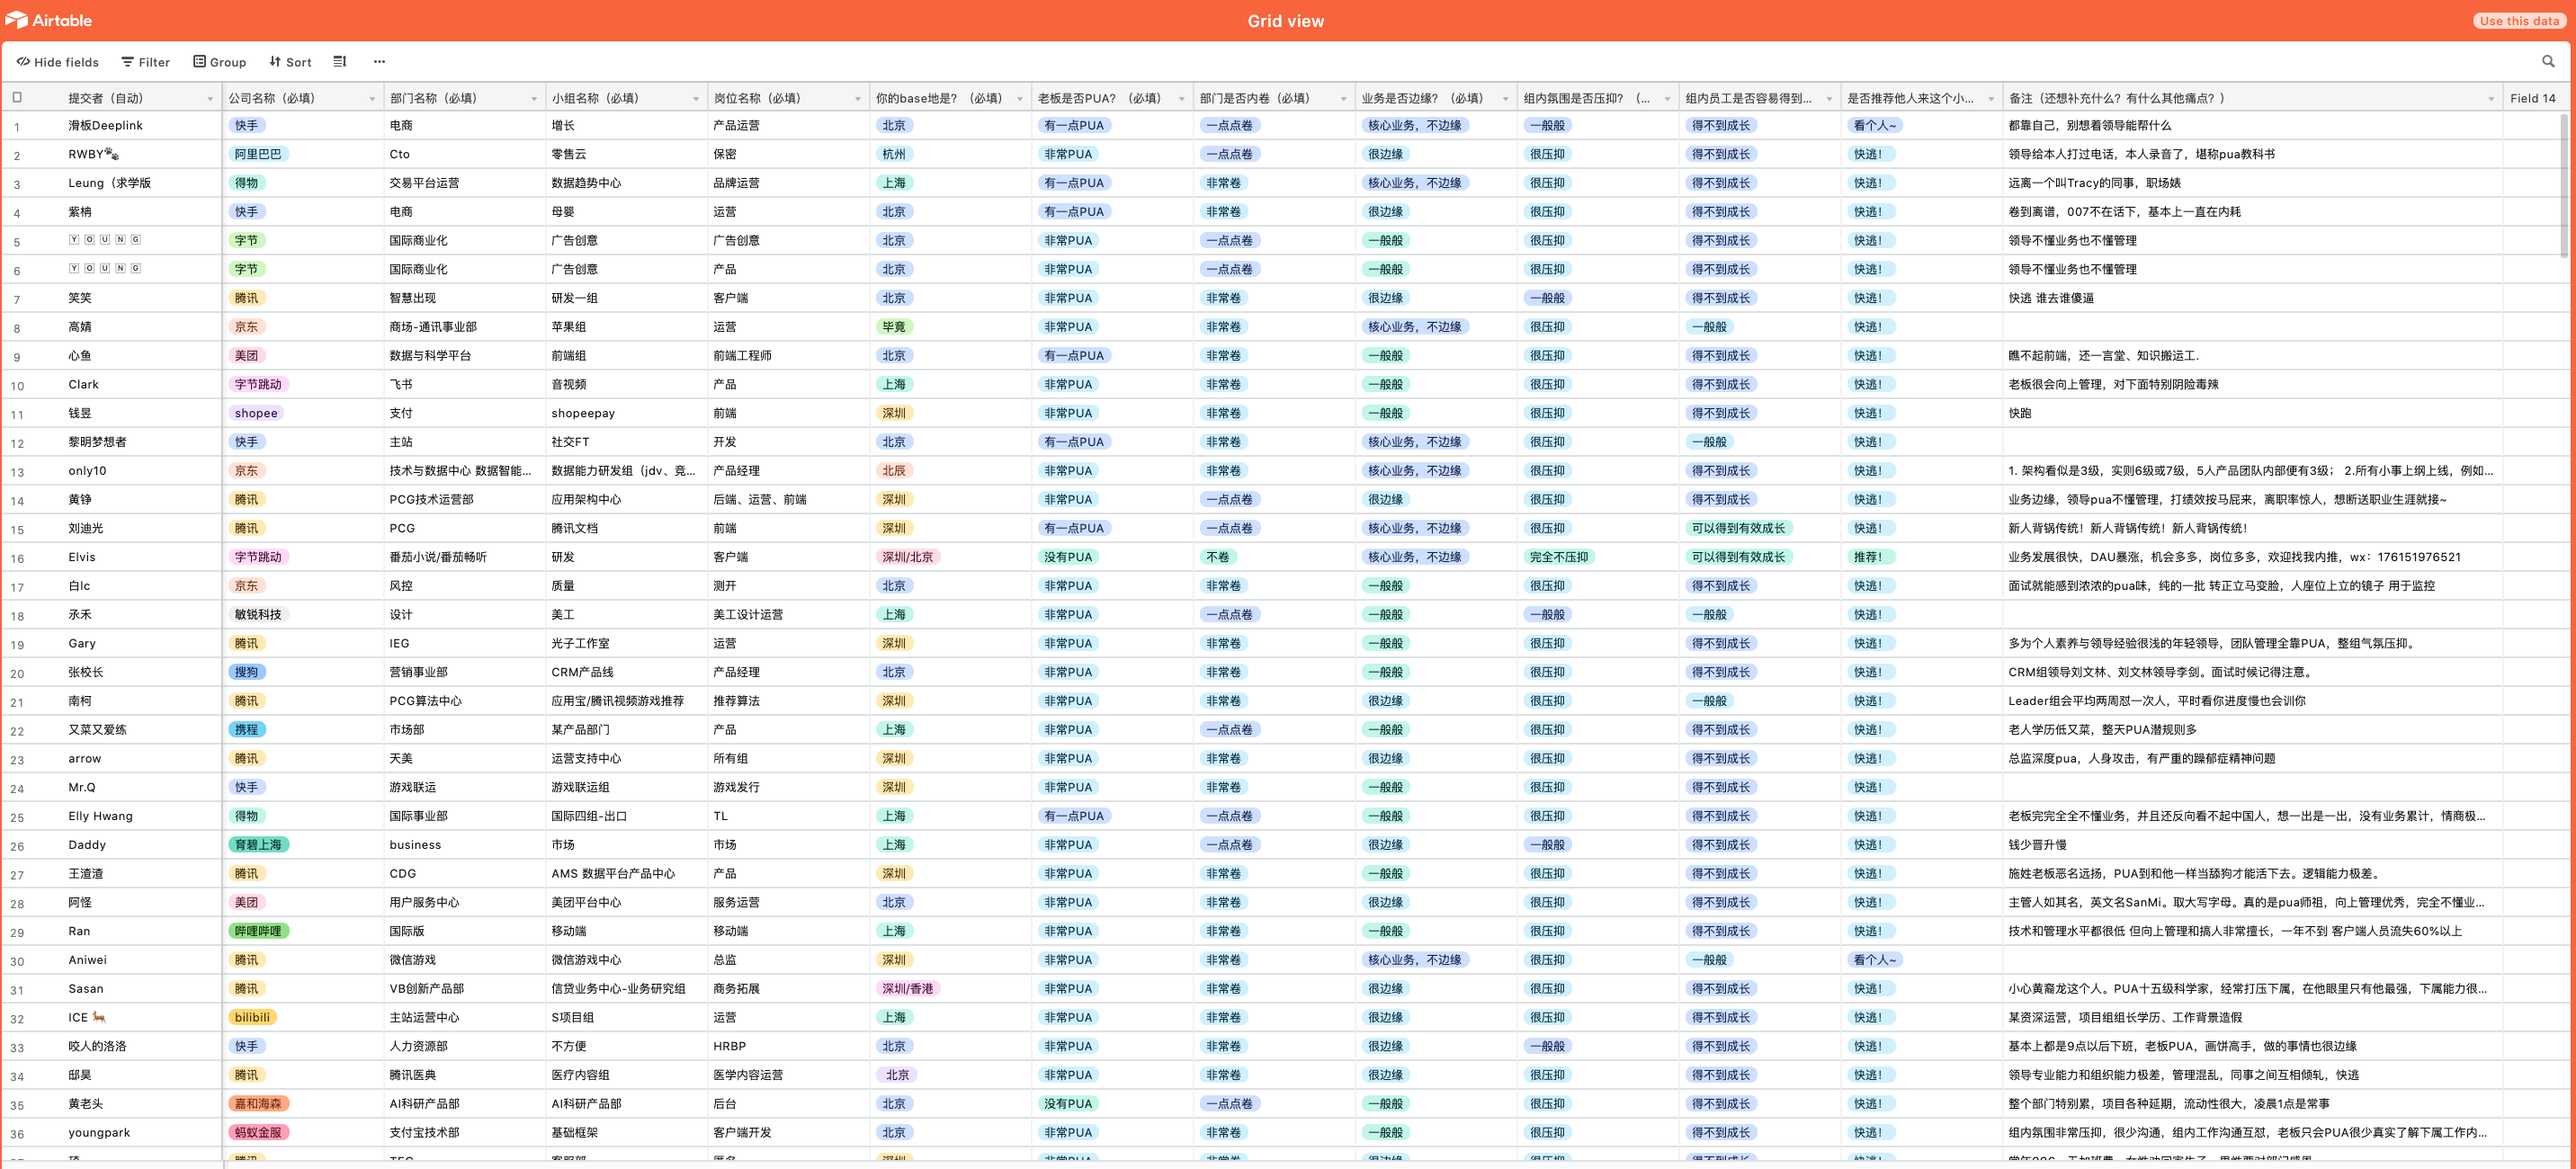 Airtable
Grid view
Use this data
Hide fields Filter Group Sort ...
提交者（自动） 公司名称（必填） 部门名称（必填） 小组名称（必填） 岗位名称（必填） 你的base地是？（必填） 老板是否PUA？（必填） 部门是否内卷（必填） 业务是否边缘？（必填） 组内氛围是否压抑？（... 组内员工是否容易得到... 是否推荐他人来这个小... 备注（还想补充什么？有什么其他痛点？） Field 14
1 滑板Deeplink 快手 电商 增长 产品运营 北京 有一点PUA 一点点卷 核心业务，不边缘 一般般 得不到成长 看个人~ 都靠自己，别想着领导能帮什么
2 RWBY🐾 阿里巴巴 Cto 零售云 保密 杭州 非常PUA 一点点卷 很边缘 很压抑 得不到成长 快逃！ 领导给本人打过电话，本人录音了，堪称pua教科书
3 Leung（求学版 得物 交易平台运营 数据趋势中心 品牌运营 上海 有一点PUA 非常卷 核心业务，不边缘 很压抑 得不到成长 快逃！ 远离一个叫Tracy的同事，职场婊
4 紫柟 快手 电商 母婴 运营 北京 有一点PUA 非常卷 很边缘 很压抑 得不到成长 快逃！ 卷到离谱，007不在话下，基本上一直在内耗
5 🅈 🄾 🅄 🄽 🄶 字节 国际商业化 广告创意 广告创意 北京 非常PUA 一点点卷 一般般 很压抑 得不到成长 快逃！ 领导不懂业务也不懂管理
6 🅈 🄾 🅄 🄽 🄶 字节 国际商业化 广告创意 产品 北京 非常PUA 一点点卷 一般般 很压抑 得不到成长 快逃！ 领导不懂业务也不懂管理
7 笑笑 腾讯 智慧出现 研发一组 客户端 北京 非常PUA 非常卷 很边缘 一般般 得不到成长 快逃！ 快逃 谁去谁傻逼
8 高婧 京东 商场-通讯事业部 苹果组 运营 毕竟 非常PUA 非常卷 核心业务，不边缘 很压抑 一般般 快逃！
9 心鱼 美团 数据与科学平台 前端组 前端工程师 北京 有一点PUA 非常卷 一般般 很压抑 得不到成长 快逃！ 瞧不起前端，还一言堂、知识搬运工.
10 Clark 字节跳动 飞书 音视频 产品 上海 非常PUA 非常卷 一般般 很压抑 得不到成长 快逃！ 老板很会向上管理，对下面特别阴险毒辣
11 钱昱 shopee 支付 shopeepay 前端 深圳 非常PUA 非常卷 一般般 很压抑 得不到成长 快逃！ 快跑
12 黎明梦想者 快手 主站 社交FT 开发 北京 有一点PUA 非常卷 核心业务，不边缘 很压抑 一般般 快逃！
13 only10 京东 技术与数据中心 数据智能... 数据能力研发组（jdv、竞... 产品经理 北辰 非常PUA 非常卷 核心业务，不边缘 很压抑 得不到成长 快逃！ 1. 架构看似是3级，实则6级或7级，5人产品团队内部便有3级； 2.所有小事上纲上线，例如...
14 黄铮 腾讯 PCG技术运营部 应用架构中心 后端、运营、前端 深圳 非常PUA 一点点卷 很边缘 很压抑 得不到成长 快逃！ 业务边缘，领导pua不懂管理，打绩效按马屁来，离职率惊人，想断送职业生涯就接~
15 刘迪光 腾讯 PCG 腾讯文档 前端 深圳 有一点PUA 一点点卷 核心业务，不边缘 很压抑 可以得到有效成长 快逃！ 新人背锅传统！新人背锅传统！新人背锅传统！
16 Elvis 字节跳动 番茄小说/番茄畅听 研发 客户端 深圳/北京 没有PUA 不卷 核心业务，不边缘 完全不压抑 可以得到有效成长 推荐！ 业务发展很快，DAU暴涨，机会多多，岗位多多，欢迎找我内推，wx：176151976521
17 白lc 京东 风控 质量 测开 北京 非常PUA 非常卷 一般般 很压抑 得不到成长 快逃！ 面试就能感到浓浓的pua味，纯的一批 转正立马变脸，人座位上立的镜子 用于监控
18 永禾 敏锐科技 设计 美工 美工设计运营 上海 非常PUA 一点点卷 一般般 一般般 一般般 快逃！
19 Gary 腾讯 IEG 光子工作室 运营 深圳 非常PUA 非常卷 一般般 很压抑 得不到成长 快逃！ 多为个人素养与领导经验很浅的年轻领导，团队管理全靠PUA，整组气氛压抑。
20 张校长 搜狗 营销事业部 CRM产品线 产品经理 北京 非常PUA 非常卷 一般般 很压抑 得不到成长 快逃！ CRM组领导刘文林、刘文林领导李剑。面试时候记得注意。
21 南柯 腾讯 PCG算法中心 应用宝/腾讯视频游戏推荐 推荐算法 深圳 非常PUA 非常卷 很边缘 很压抑 一般般 快逃！ Leader组会平均两周怼一次人，平时看你进度慢也会训你
22 又菜又爱练 携程 市场部 某产品部门 产品 上海 非常PUA 一点点卷 一般般 很压抑 得不到成长 快逃！ 老人学历低又菜，整天PUA潜规则多
23 arrow 腾讯 天美 运营支持中心 所有组 深圳 非常PUA 非常卷 很边缘 很压抑 得不到成长 快逃！ 总监深度pua，人身攻击，有严重的躁郁症精神问题
24 Mr.Q 快手 游戏联运 游戏联运组 游戏发行 深圳 非常PUA 非常卷 一般般 很压抑 得不到成长 快逃！
25 Elly Hwang 得物 国际事业部 国际四组-出口 TL 上海 有一点PUA 一点点卷 一般般 很压抑 得不到成长 快逃！ 老板完完全全不懂业务，并且还反向看不起中国人，想一出是一出，没有业务累计，情商极...
26 Daddy 育碧上海 business 市场 市场 上海 非常PUA 一点点卷 很边缘 一般般 得不到成长 快逃！ 钱少晋升慢
27 王渣渣 腾讯 CDG AMS 数据平台产品中心 产品 深圳 非常PUA 非常卷 一般般 很压抑 得不到成长 快逃！ 施姓老板恶名远扬，PUA到和他一样当舔狗才能活下去。逻辑能力极差。
28 阿怪 美团 用户服务中心 美团平台中心 服务运营 北京 非常PUA 非常卷 很边缘 很压抑 得不到成长 快逃！ 主管人如其名，英文名SanMi。取大写字母。真的是pua师祖，向上管理优秀，完全不懂业...
29 Ran 哔哩哔哩 国际版 移动端 移动端 上海 非常PUA 非常卷 一般般 很压抑 得不到成长 快逃！ 技术和管理水平都很低 但向上管理和搞人非常擅长，一年不到 客户端人员流失60%以上
30 Aniwei 腾讯 微信游戏 微信游戏中心 总监 深圳 非常PUA 非常卷 核心业务，不边缘 很压抑 一般般 看个人~
31 Sasan 腾讯 VB创新产品部 信贷业务中心-业务研究组 商务拓展 深圳/香港 非常PUA 非常卷 很边缘 很压抑 得不到成长 快逃！ 小心黄裔龙这个人。PUA十五级科学家，经常打压下属，在他眼里只有他最强，下属能力很...
32 ICE 🐆 bilibili 主站运营中心 S项目组 运营 上海 非常PUA 非常卷 很边缘 很压抑 得不到成长 快逃！ 某资深运营，项目组组长学历、工作背景造假
33 咬人的洛洛 快手 人力资源部 不方便 HRBP 北京 非常PUA 非常卷 很边缘 一般般 得不到成长 快逃！ 基本上都是9点以后下班，老板PUA，画饼高手，做的事情也很边缘
34 邸昊 腾讯 腾讯医典 医疗内容组 医学内容运营 北京 非常PUA 非常卷 很边缘 很压抑 得不到成长 快逃！ 领导专业能力和组织能力极差，管理混乱，同事之间互相倾轧，快逃
35 黄老头 嘉和海森 AI科研产品部 AI科研产品部 后台 北京 没有PUA 一点点卷 一般般 很压抑 得不到成长 快逃！ 整个部门特别累，项目各种延期，流动性很大，凌晨1点是常事
36 youngpark 蚂蚁金服 支付宝技术部 基础框架 客户端开发 北京 非常PUA 非常卷 一般般 很压抑 得不到成长 快逃！ 组内氛围非常压抑，很少沟通，组内工作沟通互怼，老板只会PUA很少真实了解下属工作内...